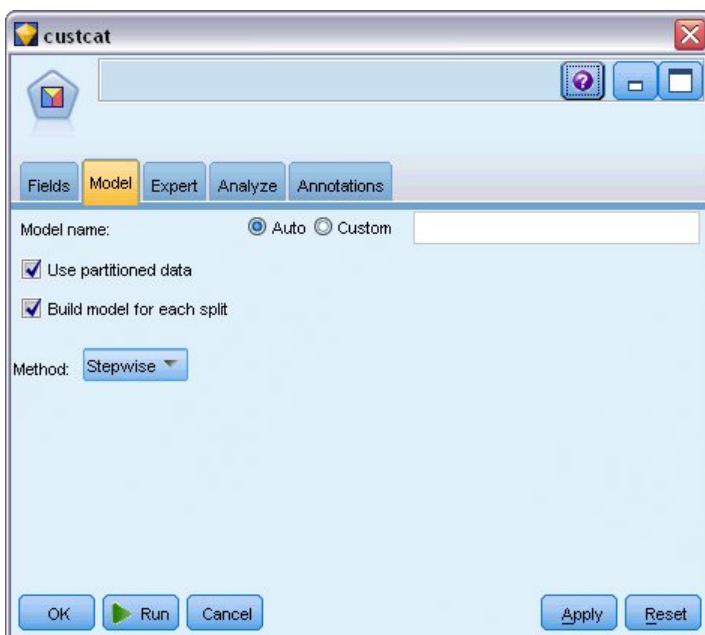 custcat
?
Fields Model Expert Analyze Annotations
Model name: Auto Custom
Use partitioned data
Build model for each split
Method: Stepwise
OK Run Cancel Apply Reset